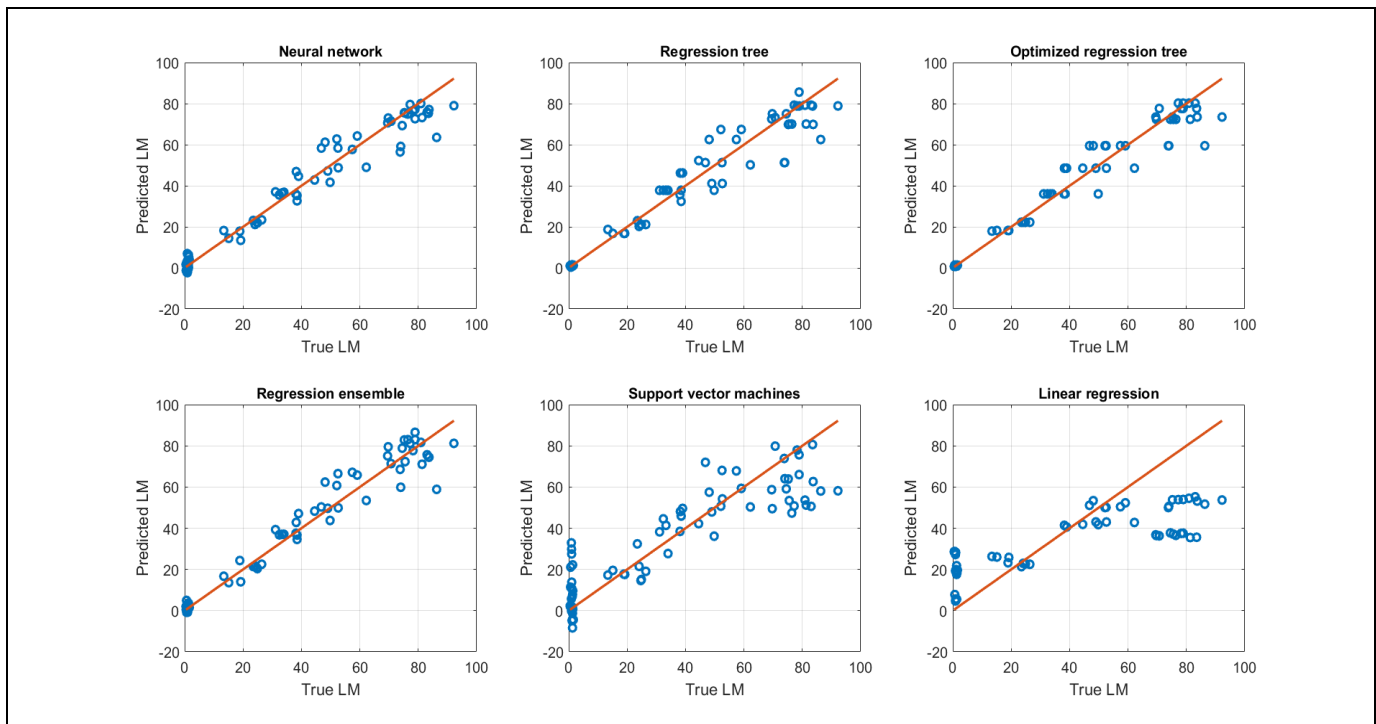 Neural network
Regression tree
Optimized regression tree
100
80
60
40
20
0
-20
Predicted LM
0 20 40 60 80 100
True LM
100
80
60
40
20
0
-20
Predicted LM
0 20 40 60 80 100
True LM
100
80
60
40
20
0
-20
Predicted LM
0 20 40 60 80 100
True LM
Regression ensemble
Support vector machines
Linear regression
100
80
60
40
20
0
-20
Predicted LM
0 20 40 60 80 100
True LM
100
80
60
40
20
0
-20
Predicted LM
0 20 40 60 80 100
True LM
100
80
60
40
20
0
-20
Predicted LM
0 20 40 60 80 100
True LM